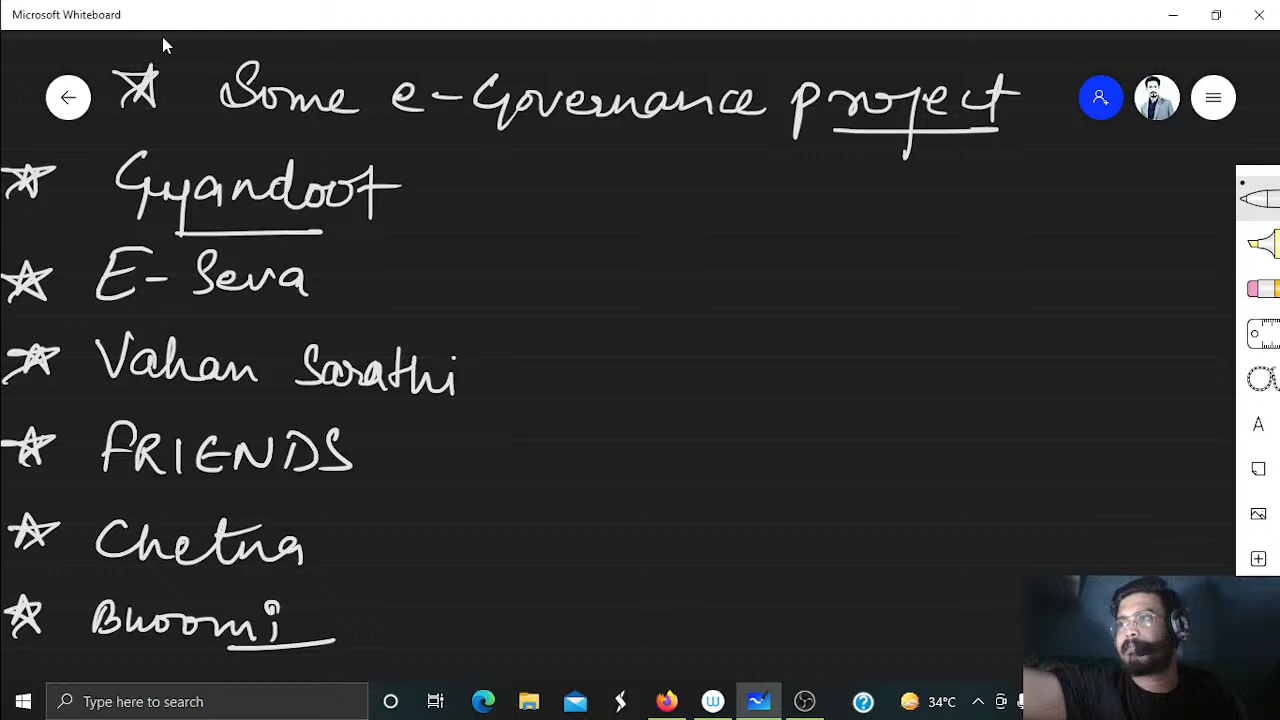 Microsoft Whiteboard
Some e-Governance project
Gyandoot
E-Seva
Vahan Sarathi
FRIENDS
Chetna
Bhoomi
A
Type here to search
34°C